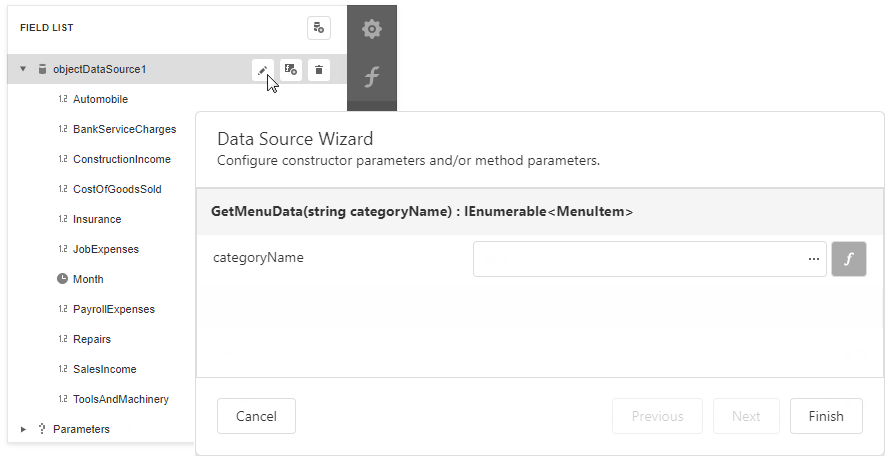 FIELD LIST
objectDataSource1
1.2 Automobile
1.2 BankServiceCharges
1.2 ConstructionIncome
1.2 CostOfGoodsSold
1.2 Insurance
1.2 JobExpenses
Month
1.2 PayrollExpenses
1.2 Repairs
1.2 SalesIncome
1.2 ToolsAndMachinery
Parameters
f
Data Source Wizard
Configure constructor parameters and/or method parameters.
GetMenuData(string categoryName) : IEnumerable<MenuItem>
categoryName ... f
Cancel Previous Next Finish